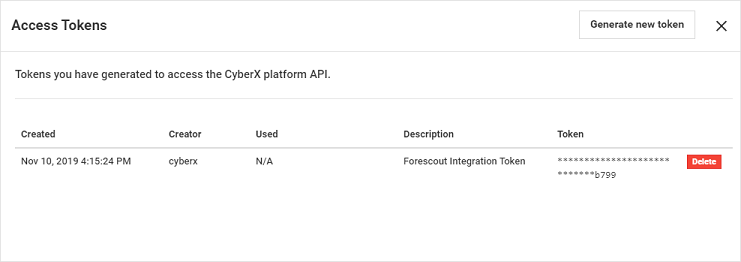 Access Tokens
Generate new token
Tokens you have generated to access the CyberX platform API.
Created Creator Used Description Token
Nov 10, 2019 4:15:24 PM cyberx N/A Forescout Integration Token *********************
*******b799
Delete